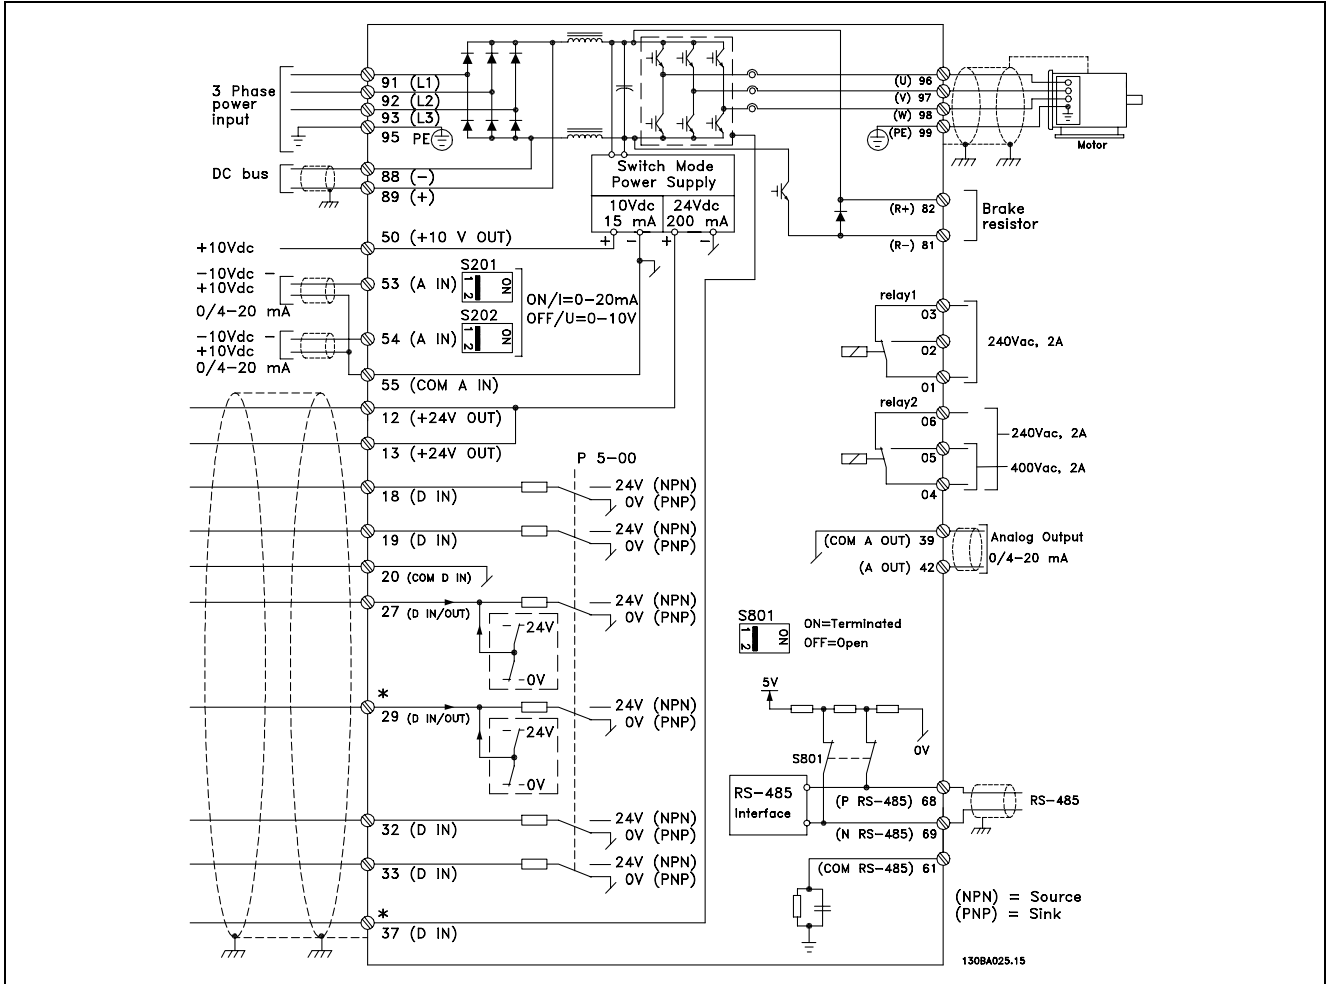 3 Phase
power
input
91 (L1)
92 (L2)
93 (L3)
95 PE
DC bus
88 (-)
89 (+)
+10Vdc
50 (+10 V OUT)
-10Vdc -
+10Vdc
0/4-20 mA
53 (A IN)
S201
ON
1 2
ON/I=0-20mA
OFF/U=0-10V
-10Vdc -
+10Vdc
0/4-20 mA
54 (A IN)
S202
ON
1 2
55 (COM A IN)
12 (+24V OUT)
13 (+24V OUT)
P 5-00
18 (D IN)
24V (NPN)
0V (PNP)
19 (D IN)
24V (NPN)
0V (PNP)
20 (COM D IN)
27 (D IN/OUT)
24V (NPN)
0V (PNP)
24V
0V
*
29 (D IN/OUT)
24V (NPN)
0V (PNP)
24V
0V
32 (D IN)
24V (NPN)
0V (PNP)
33 (D IN)
24V (NPN)
0V (PNP)
*
37 (D IN)
Switch Mode
Power Supply
10Vdc
15 mA
24Vdc
200 mA
+ - + -
(U) 96
(V) 97
(W) 98
(PE) 99
Motor
(R+) 82
(R-) 81
Brake
resistor
relay1
03
02
01
240Vac, 2A
relay2
06
05
04
240Vac, 2A
400Vac, 2A
(COM A OUT) 39
(A OUT) 42
Analog Output
0/4-20 mA
S801
ON
1 2
ON=Terminated
OFF=Open
5V
0V
S801
RS-485
Interface
(P RS-485) 68
(N RS-485) 69
RS-485
(COM RS-485) 61
(NPN) = Source
(PNP) = Sink
130BA025.15